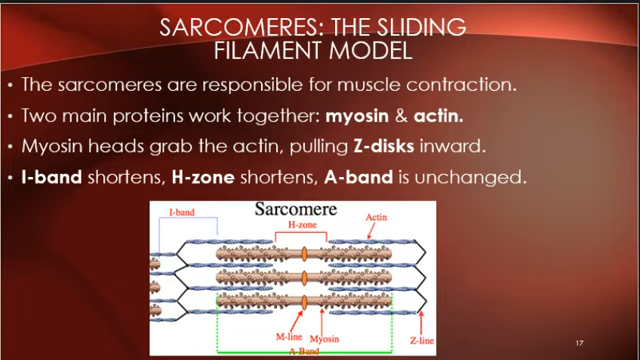 SARCOMERES: THE SLIDING
FILAMENT MODEL
• The sarcomeres are responsible for muscle contraction.
• Two main proteins work together: myosin & actin.
• Myosin heads grab the actin, pulling Z-disks inward.
• I-band shortens, H-zone shortens, A-band is unchanged.
Sarcomere
I-band
H-zone
Actin
M-line
Myosin
Z-line
A-Band
17